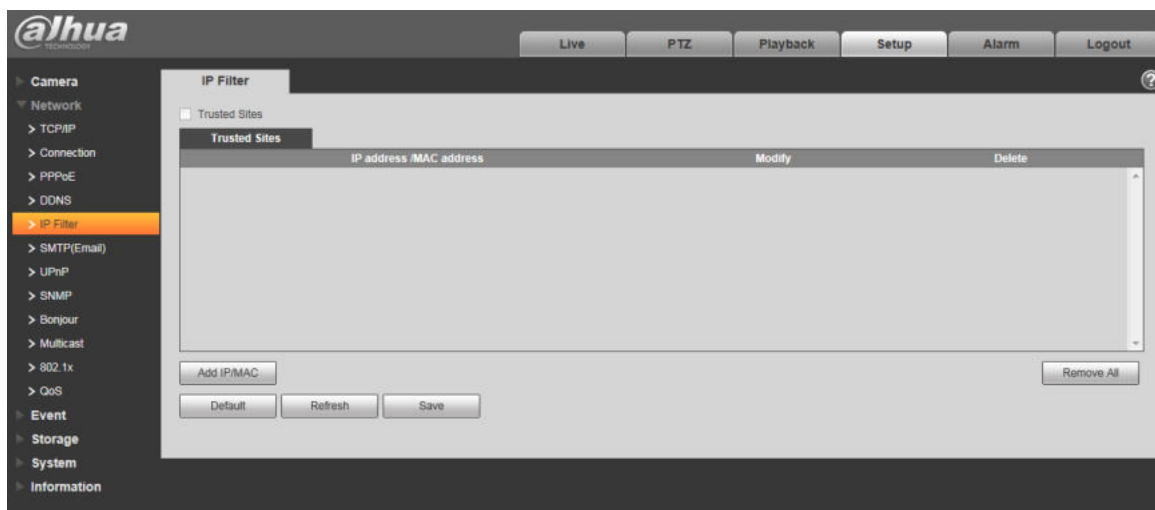 alhua
TECHNOLOGY
Live PTZ Playback Setup Alarm Logout
Camera
Network
> TCP/IP
> Connection
> PPPoE
> DDNS
> IP Filter
> SMTP(Email)
> UPnP
> SNMP
> Bonjour
> Multicast
> 802.1x
> QoS
Event
Storage
System
Information
IP Filter
?
Trusted Sites
Trusted Sites
IP address /MAC address Modify Delete
Add IP/MAC Remove All
Default Refresh Save